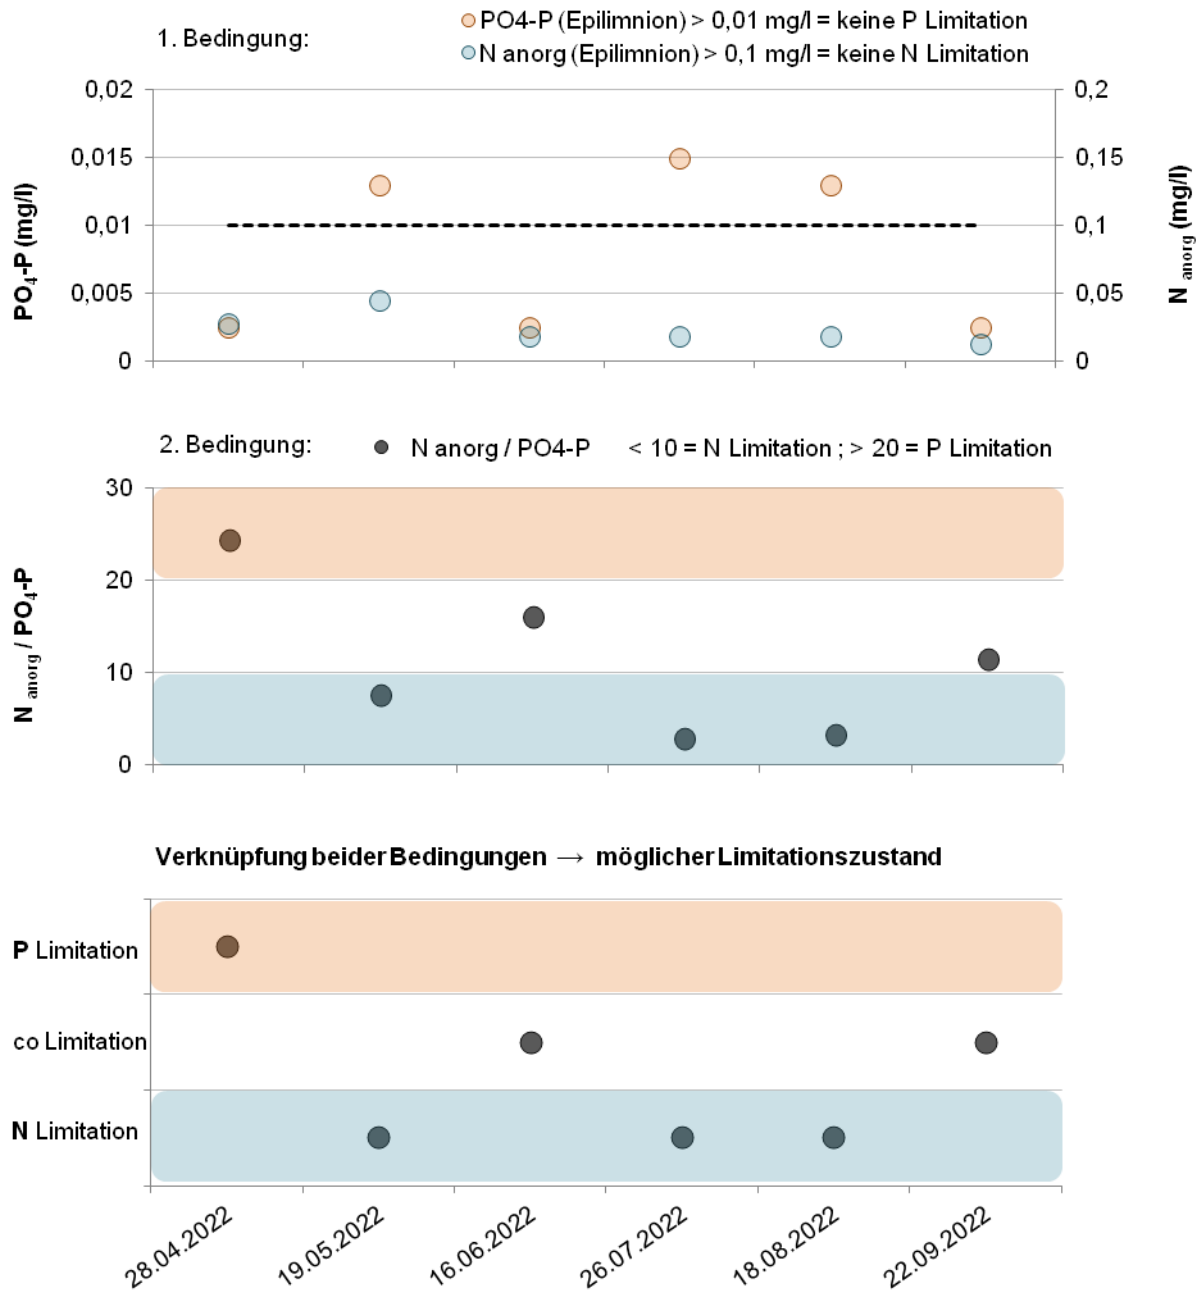 1. Bedingung:
PO4-P (Epilimnion) > 0,01 mg/l = keine P Limitation
N anorg (Epilimnion) > 0,1 mg/l = keine N Limitation
0,02
0,015
0,01
0,005
0
PO4-P (mg/l)
0,2
0,15
0,1
0,05
0
N anorg (mg/l)
2. Bedingung:
N anorg / PO4-P < 10 = N Limitation ; > 20 = P Limitation
30
20
10
0
N anorg / PO4-P
Verknüpfung beider Bedingungen → möglicher Limitationszustand
P Limitation
co Limitation
N Limitation
28.04.2022
19.05.2022
16.06.2022
26.07.2022
18.08.2022
22.09.2022